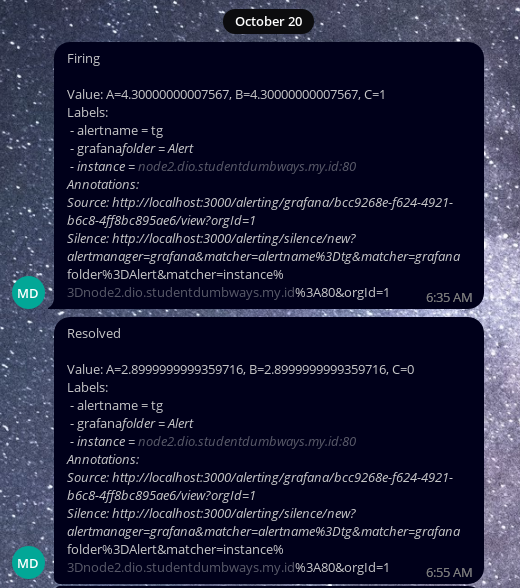 October 20
Firing
Value: A=4.30000000007567, B=4.30000000007567, C=1
Labels:
- alertname = tg
- grafanafolder = Alert
- instance = node2.dio.studentdumbways.my.id:80
Annotations:
Source: http://localhost:3000/alerting/grafana/bcc9268e-f624-4921-
b6c8-4ff8bc895ae6/view?orgId=1
Silence: http://localhost:3000/alerting/silence/new?
alertmanager=grafana&matcher=alertname%3Dtg&matcher=grafana
folder%3DAlert&matcher=instance%
3Dnode2.dio.studentdumbways.my.id%3A80&orgId=1
6:35 AM
MD
Resolved
Value: A=2.8999999999359716, B=2.8999999999359716, C=0
Labels:
- alertname = tg
- grafanafolder = Alert
- instance = node2.dio.studentdumbways.my.id:80
Annotations:
Source: http://localhost:3000/alerting/grafana/bcc9268e-f624-4921-
b6c8-4ff8bc895ae6/view?orgId=1
Silence: http://localhost:3000/alerting/silence/new?
alertmanager=grafana&matcher=alertname%3Dtg&matcher=grafana
folder%3DAlert&matcher=instance%
3Dnode2.dio.studentdumbways.my.id%3A80&orgId=1
6:55 AM
MD